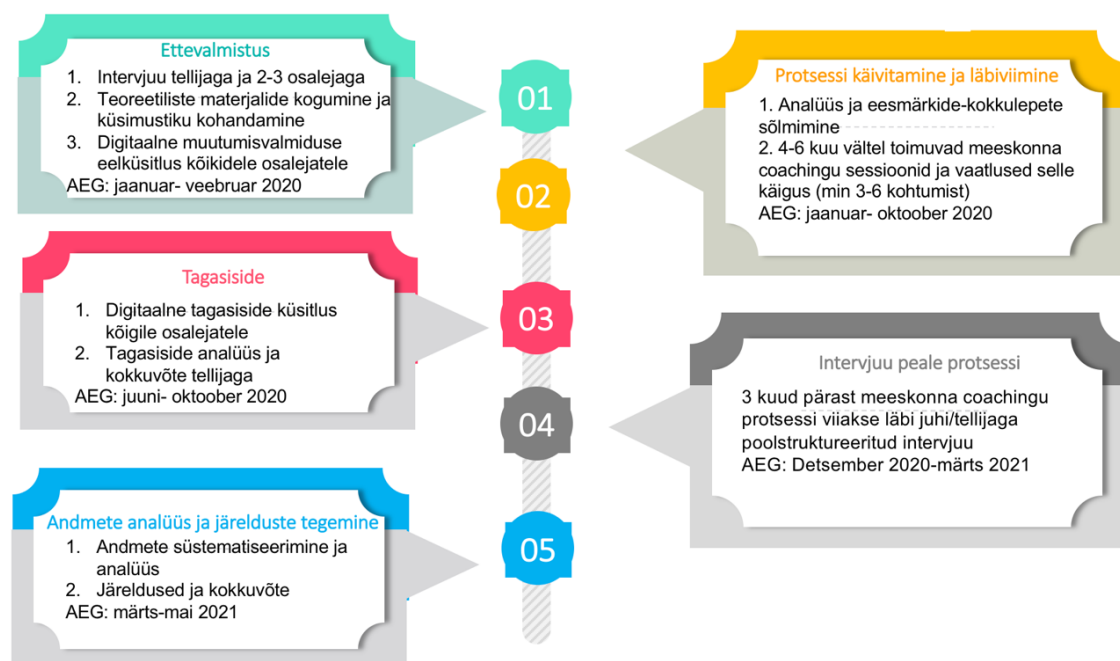 01
Ettevalmistus
1. Intervjuu tellijaga ja 2-3 osalejaga
2. Teoreetiliste materjalide kogumine ja
küsimustiku kohandamine
3. Digitaalne muutumisvalmiduse
eelküsitlus kõikidele osalejatele
AEG: jaanuar- veebruar 2020
02
Protsessi käivitamine ja läbiviimine
1. Analüüs ja eesmärkide-kokkulepete
sõlmimine
2. 4-6 kuu vältel toimuvad meeskonna
coachingu sessioonid ja vaatlused selle
käigus (min 3-6 kohtumist)
AEG: jaanuar- oktoober 2020
03
Tagasiside
1. Digitaalne tagasiside küsitlus
kõigile osalejatele
2. Tagasiside analüüs ja
kokkuvõte tellijaga
AEG: juuni- oktoober 2020
04
Intervjuu peale protsessi
3 kuud pärast meeskonna coachingu
protsessi viiakse läbi juhi/tellijaga
poolstruktureeritud intervjuu
AEG: Detsember 2020-märts 2021
05
Andmete analüüs ja järelduste tegemine
1. Andmete süstematiseerimine ja
analüüs
2. Järeldused ja kokkuvõte
AEG: märts-mai 2021